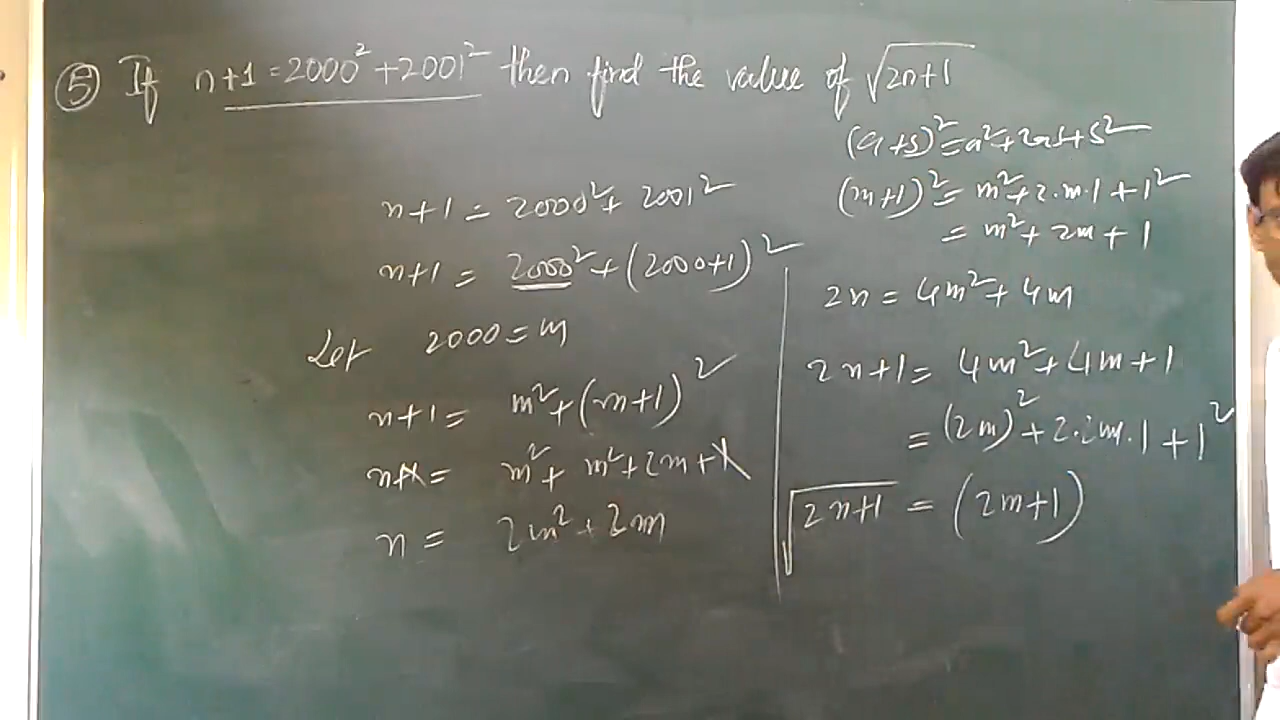 ⑤ If n+1=2000²+2001² then find the value of √2n+1
n+1 = 2000²+ 2001²
n+1 = 2000²+(2000+1)²
Let 2000=m
n+1= m²+(m+1)²
n+1= m²+ m²+2m+1
n = 2m²+2m
(a+b)²=a²+2ab+b²
(m+1)²= m²+2.m.1+1²
= m²+2m+1
2n = 4m²+4m
2n+1= 4m²+4m+1
= (2m)²+2.2m.1+1²
√2n+1 = (2m+1)